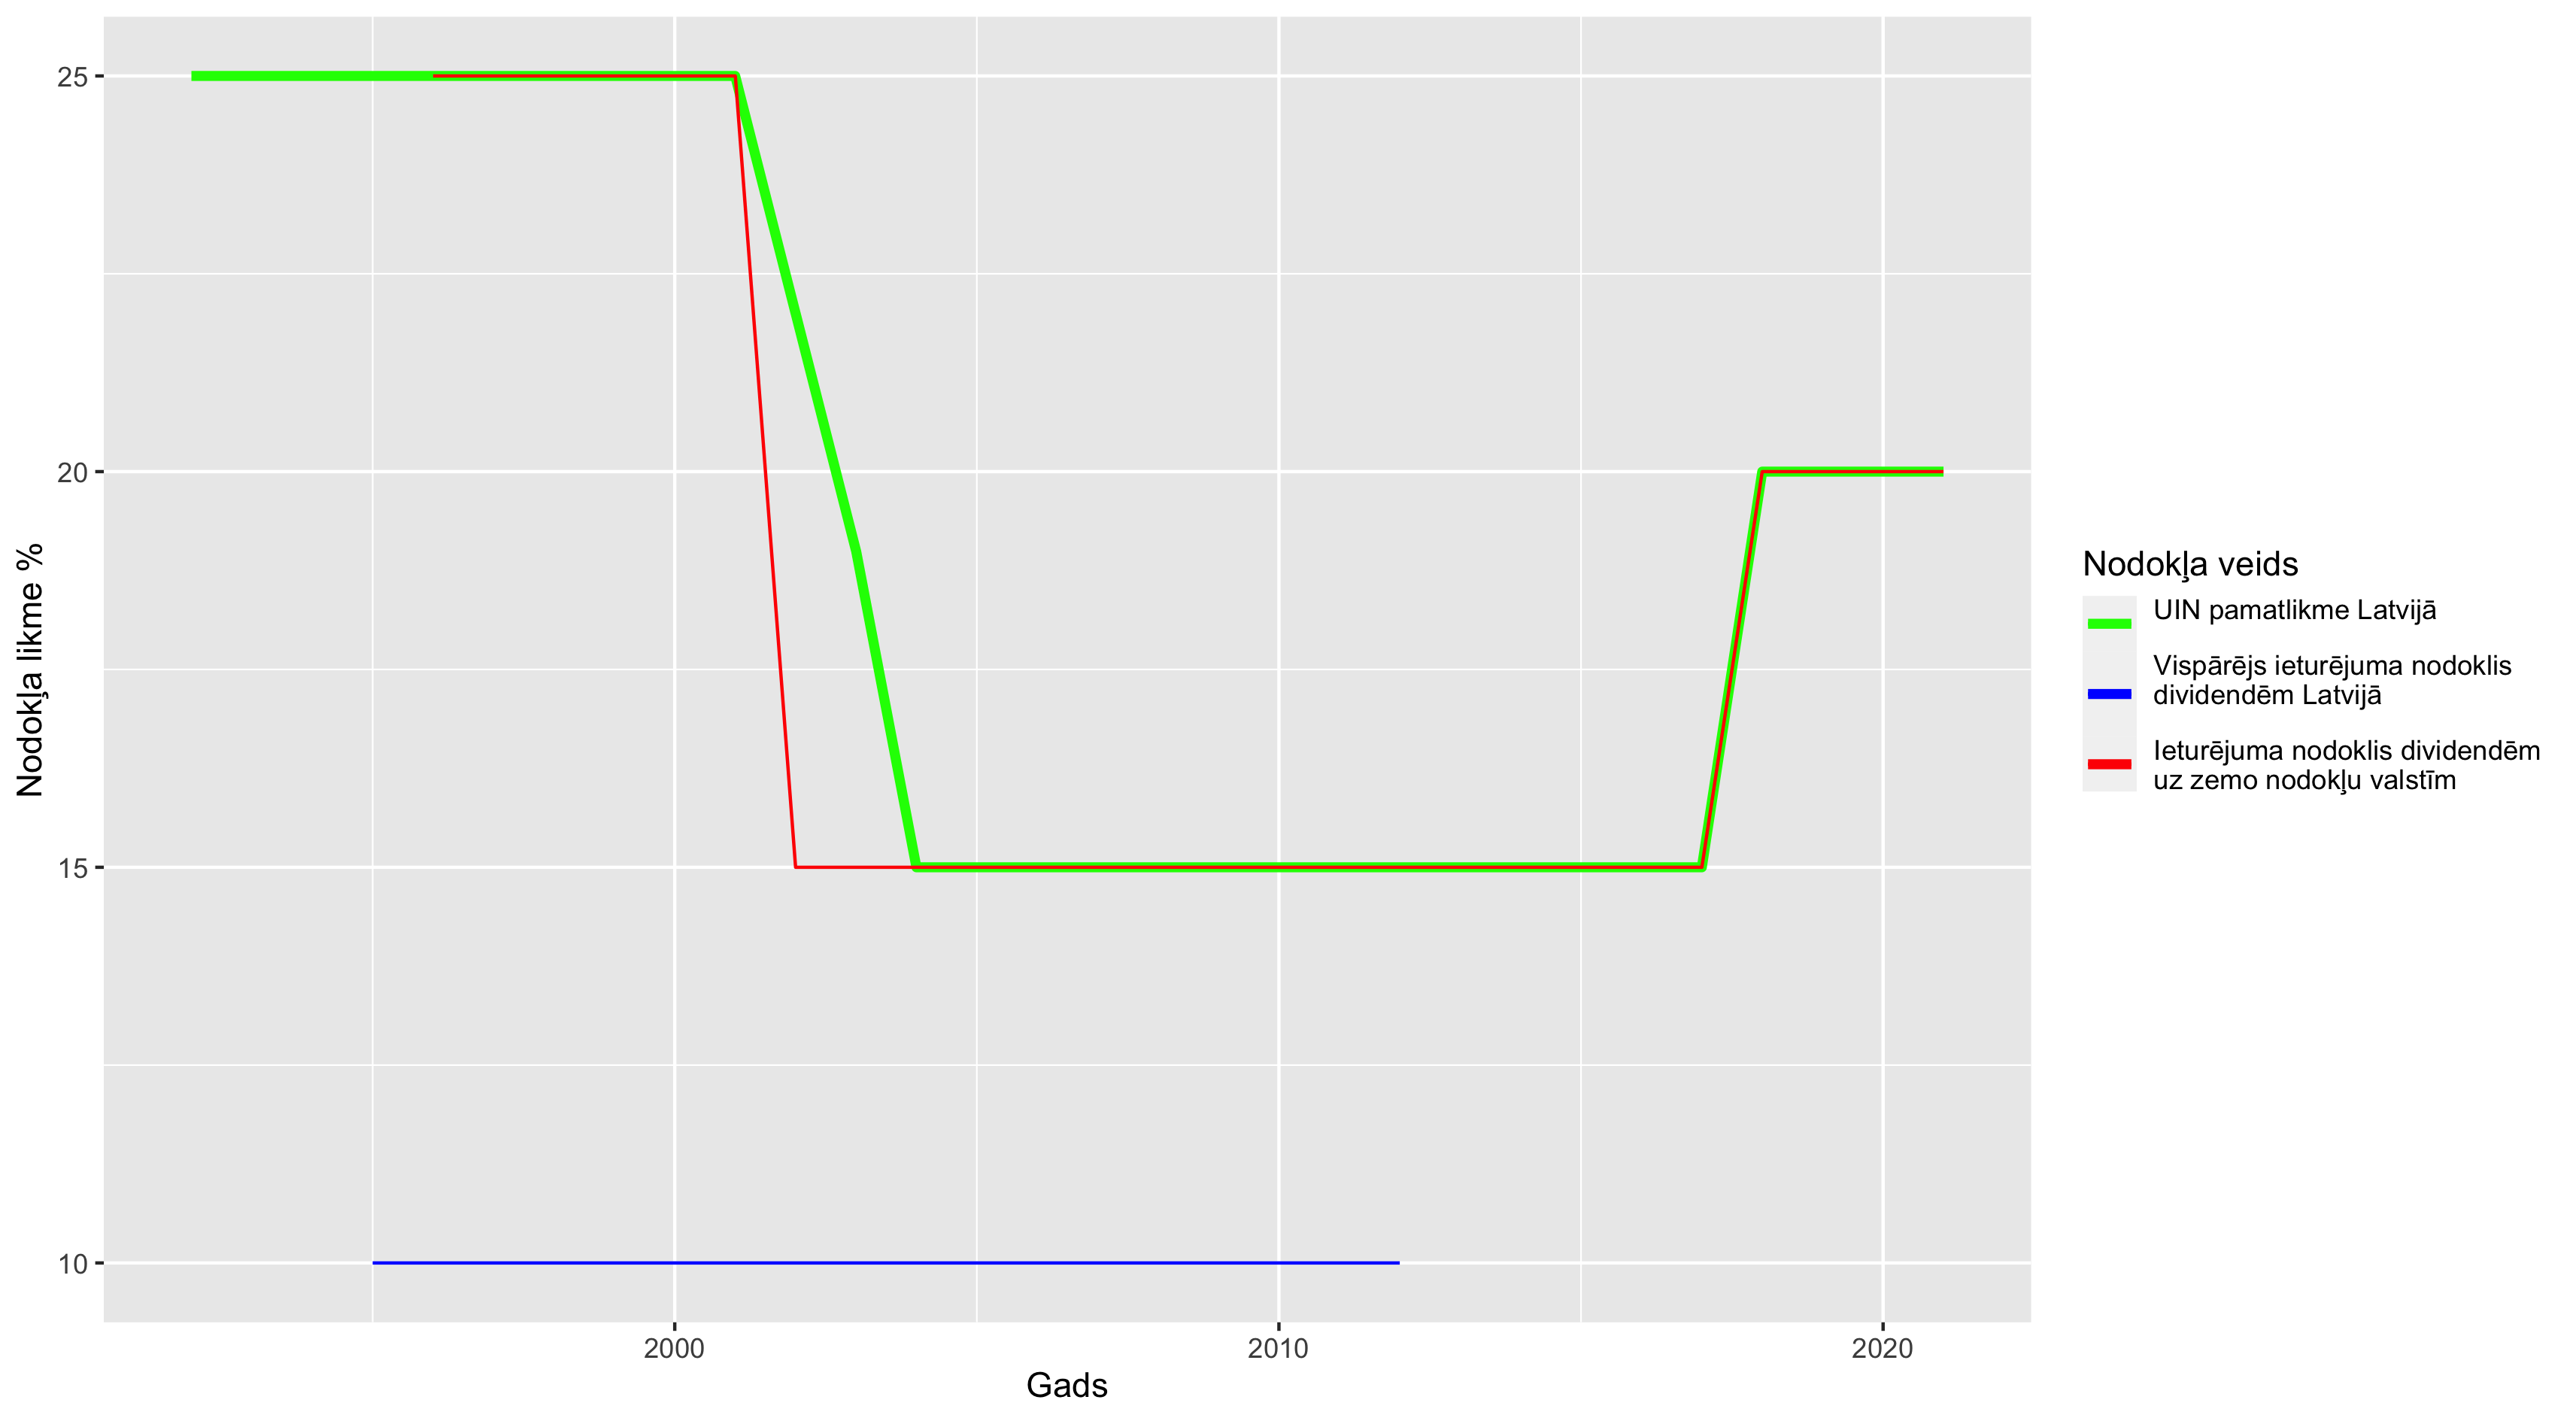 25
20
15
10
Nodokļa likme %
2000
2010
2020
Gads
Nodokļa veids
UIN pamatlikme Latvijā
Vispārējs ieturējuma nodoklis
dividendēm Latvijā
Ieturējuma nodoklis dividendēm
uz zemo nodokļu valstīm